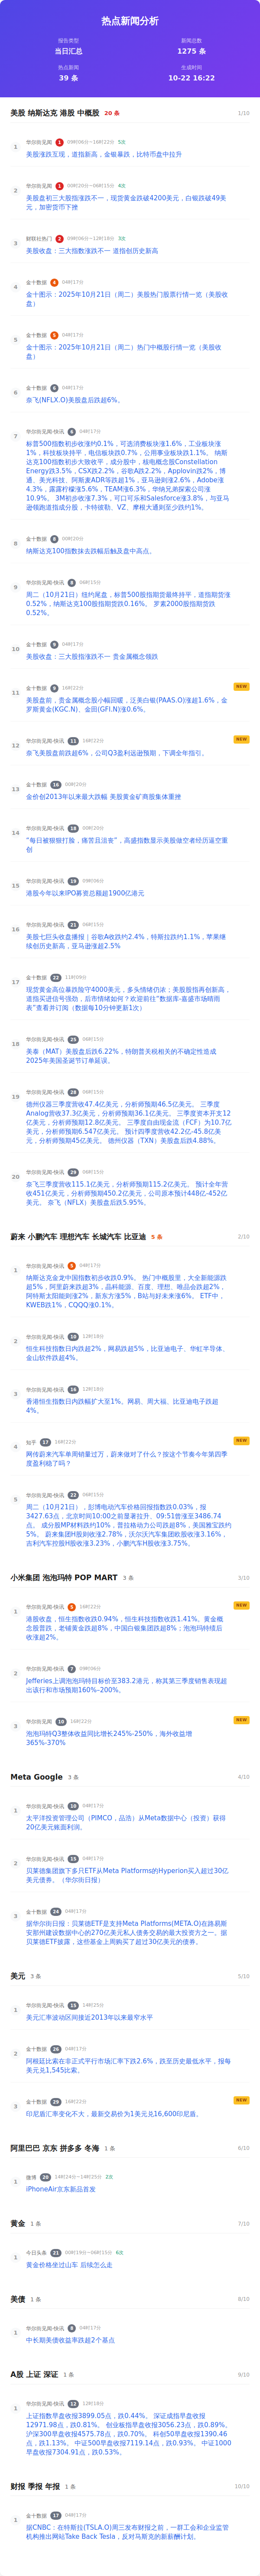 热点新闻分析
报告类型
当日汇总
新闻总数
1275 条
热点新闻
39 条
生成时间
10-22 16:22
美股 纳斯达克 港股 中概股 20 条 1/10
1
华尔街见闻 1 09时06分~16时22分 5次
美股涨跌互现，道指新高，金银暴跌，比特币盘中拉升
2
华尔街见闻 1 00时20分~06时15分 4次
美股盘初三大股指涨跌不一，现货黄金跌破4200美元，白银跌破49美
元，加密货币下挫
3
财联社热门 2 09时06分~11时18分 3次
美股收盘：三大指数涨跌不一 道指创历史新高
4
金十数据 4 04时17分
金十图示：2025年10月21日（周二）美股热门股票行情一览（美股收
盘）
5
金十数据 5 04时17分
金十图示：2025年10月21日（周二）热门中概股行情一览（美股收
盘）
6
金十数据 6 04时17分
奈飞(NFLX.O)美股盘后跌超6%。
7
华尔街见闻-快讯 6 04时17分
标普500指数初步收涨约0.1%，可选消费板块涨1.6%，工业板块涨
1%，科技板块持平，电信板块跌0.7%，公用事业板块跌1.1%。 纳斯
达克100指数初步大致收平，成分股中，核电概念股Constellation
Energy跌3.5%，CSX跌2.2%，谷歌A跌2.2%，Applovin跌2%，博
通、美光科技、阿斯麦ADR等跌超1%，亚马逊则涨2.6%，Adobe涨
4.3%，露露柠檬涨5.6%，TEAM涨6.3%，华纳兄弟探索公司涨
10.9%。 3M初步收涨7.3%，可口可乐和Salesforce涨3.8%，与亚马
逊领跑道指成分股，卡特彼勒、VZ、摩根大通则至少跌约1%。
8
金十数据 8 00时20分
纳斯达克100指数抹去跌幅后触及盘中高点。
9
华尔街见闻-快讯 8 06时15分
周二（10月21日）纽约尾盘，标普500股指期货最终持平，道指期货涨
0.52%，纳斯达克100股指期货跌0.16%。 罗素2000股指期货跌
0.52%。
10
金十数据 9 04时17分
美股收盘：三大股指涨跌不一 贵金属概念领跌
11
金十数据 9 16时22分
NEW
美股盘前，贵金属概念股小幅回暖，泛美白银(PAAS.O)涨超1.6%，金
罗斯黄金(KGC.N)、金田(GFI.N)涨0.6%。
12
华尔街见闻-快讯 11 16时22分
NEW
奈飞美股盘前跌超6%，公司Q3盈利远逊预期，下调全年指引。
13
金十数据 16 00时20分
金价创2013年以来最大跌幅 美股黄金矿商股集体重挫
14
华尔街见闻-快讯 18 00时20分
“每日被狠狠打脸，痛苦且沮丧”，高盛指数显示美股做空者经历逼空重
创
15
华尔街见闻-快讯 19 09时06分
港股今年以来IPO募资总额超1900亿港元
16
华尔街见闻-快讯 21 06时15分
美股七巨头收盘播报｜谷歌A收跌约2.4%，特斯拉跌约1.1%，苹果继
续创历史新高，亚马逊涨超2.5%
17
金十数据 22 11时09分
现货黄金高位暴跌险守4000美元，多头情绪仍浓；美股股指再创新高，
道指买进信号强劲，后市情绪如何？欢迎前往“数据库-嘉盛市场晴雨
表”查看并订阅（数据每10分钟更新1次）
18
华尔街见闻-快讯 25 06时15分
美泰（MAT）美股盘后跌6.22%，特朗普关税相关的不确定性造成
2025年美国圣诞节订单延误。
19
华尔街见闻-快讯 28 06时15分
德州仪器三季度营收47.4亿美元，分析师预期46.5亿美元。 三季度
Analog营收37.3亿美元，分析师预期36.1亿美元。 三季度资本开支12
亿美元，分析师预期12.8亿美元。 三季度自由现金流（FCF）为10.7亿
美元，分析师预期6.547亿美元。 预计四季度营收42.2亿-45.8亿美
元，分析师预期45亿美元。 德州仪器（TXN）美股盘后跌4.88%。
20
华尔街见闻-快讯 29 06时15分
奈飞三季度营收115.1亿美元，分析师预期115.2亿美元。 预计全年营
收451亿美元，分析师预期450.2亿美元，公司原本预计448亿-452亿
美元。 奈飞（NFLX）美股盘后跌5.95%。
蔚来 小鹏汽车 理想汽车 长城汽车 比亚迪 5 条 2/10
1
华尔街见闻-快讯 5 04时17分
纳斯达克金龙中国指数初步收跌0.9%。 热门中概股里，大全新能源跌
超5%，阿里跌超3%，晶科能源、百度、理想、唯品会跌超2%，
阿特斯太阳能则涨2%，新东方涨5%，B站与好未来涨6%。 ETF中，
KWEB跌1%，CQQQ涨0.1%。
2
华尔街见闻-快讯 10 12时18分
恒生科技指数日内跌超2%，网易跌超5%，比亚迪电子、华虹半导体、
金山软件跌超4%。
3
华尔街见闻-快讯 16 12时18分
香港恒生指数日内跌幅扩大至1%。网易、周大福、比亚迪电子跌超
4%。
4
知乎 17 16时22分
NEW
网传蔚来汽车单周销量过万，蔚来做对了什么？按这个节奏今年第四季
度盈利稳了吗？
5
华尔街见闻-快讯 22 06时15分
周二（10月21日），彭博电动汽车价格回报指数跌0.03%，报
3427.63点，北京时间10:00之前显著拉升、09:51曾涨至3486.74
点。 成分股MP材料跌约10%，普拉格动力公司跌超8%，美国雅宝跌约
5%。 蔚来集团H股则收涨2.78%，沃尔沃汽车集团欧股收涨3.16%，
吉利汽车控股H股收涨3.23%，小鹏汽车H股收涨3.75%。
小米集团 泡泡玛特 POP MART 3 条 3/10
1
华尔街见闻-快讯 5 16时22分
NEW
港股收盘，恒生指数收跌0.94%，恒生科技指数收跌1.41%。黄金概
念股普跌，老铺黄金跌超8%，中国白银集团跌超8%；泡泡玛特绩后
收涨超2%。
2
华尔街见闻-快讯 7 09时06分
Jefferies上调泡泡玛特目标价至383.2港元，称其第三季度销售表现超
出该行和市场预期160%–200%。
3
华尔街见闻 10 16时22分
NEW
泡泡玛特Q3整体收益同比增长245%-250%，海外收益增
365%-370%
Meta Google 3 条 4/10
1
华尔街见闻-快讯 10 04时17分
太平洋投资管理公司（PIMCO，品浩）从Meta数据中心（投资）获得
20亿美元账面利润。
2
华尔街见闻-快讯 15 04时17分
贝莱德集团旗下多只ETF从Meta Platforms的Hyperion买入超过30亿
美元债券。（华尔街日报）
3
金十数据 24 04时17分
据华尔街日报：贝莱德ETF是支持Meta Platforms(META.O)在路易斯
安那州建设数据中心的270亿美元私人债务交易的最大投资方之一。据
贝莱德ETF披露，这些基金上周购买了超过30亿美元的债券。
美元 3 条 5/10
1
华尔街见闻-快讯 15 14时25分
美元汇率波动区间接近2013年以来最窄水平
2
金十数据 26 04时17分
阿根廷比索在非正式平行市场汇率下跌2.6%，跌至历史最低水平，报每
美元兑1,545比索。
3
金十数据 29 16时22分
NEW
印尼盾汇率变化不大，最新交易价为1美元兑16,600印尼盾。
阿里巴巴 京东 拼多多 冬海 1 条 6/10
1
微博 20 14时24分~14时25分 2次
iPhoneAir京东新品首发
黄金 1 条 7/10
1
今日头条 21 00时19分~06时15分 6次
黄金价格坐过山车 后续怎么走
美债 1 条 8/10
1
华尔街见闻-快讯 8 04时17分
中长期美债收益率跌超2个基点
A股 上证 深证 1 条 9/10
1
华尔街见闻-快讯 12 12时18分
上证指数早盘收报3899.05点，跌0.44%。 深证成指早盘收报
12971.98点，跌0.81%。 创业板指早盘收报3056.23点，跌0.89%。
沪深300早盘收报4575.78点，跌0.70%。 科创50早盘收报1390.46
点，跌1.13%。 中证500早盘收报7119.14点，跌0.93%。 中证1000
早盘收报7304.91点，跌0.53%。
财报 季报 年报 1 条 10/10
1
金十数据 17 04时17分
据CNBC：在特斯拉(TSLA.O)周三发布财报之前，一群工会和企业监管
机构推出网站Take Back Tesla，反对马斯克的新薪酬计划。